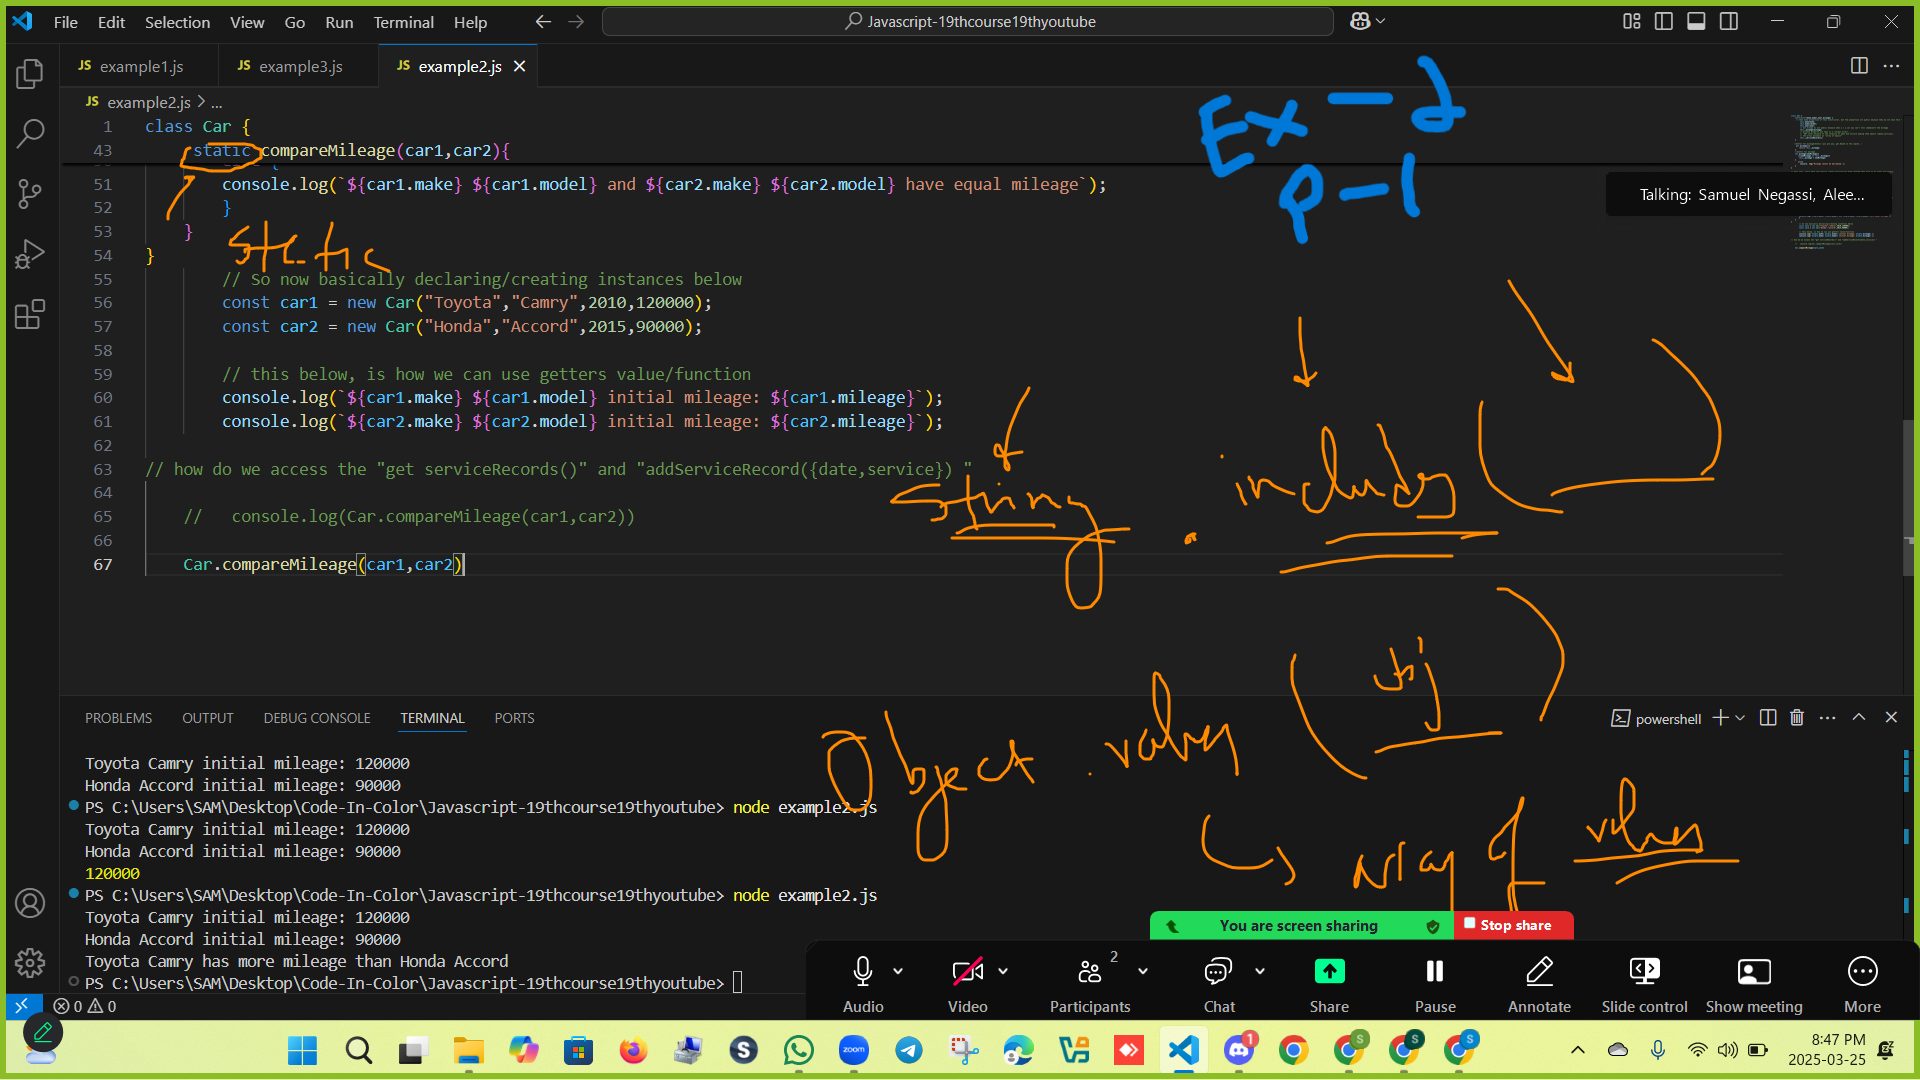 File Edit Selection View Go Run Terminal Help
Javascript-19thcourse19thyoutube
JS example1.js
JS example3.js
JS example2.js
JS example2.js > ...
1 class Car {
43 static compareMileage(car1,car2){
51 console.log(`${car1.make} ${car1.model} and ${car2.make} ${car2.model} have equal mileage`);
52 }
53 }
54 }
55 // So now basically declaring/creating instances below
56 const car1 = new Car("Toyota","Camry",2010,120000);
57 const car2 = new Car("Honda","Accord",2015,90000);
58
59 // this below, is how we can use getters value/function
60 console.log(`${car1.make} ${car1.model} initial mileage: ${car1.mileage}`);
61 console.log(`${car2.make} ${car2.model} initial mileage: ${car2.mileage}`);
62
63 // how do we access the "get serviceRecords()" and "addServiceRecord({date,service}) "
64
65 // console.log(Car.compareMileage(car1,car2))
66
67 Car.compareMileage(car1,car2)
Ex - 2
P - 1
Talking: Samuel Negassi, Alee...
static
string . includes ( )
Object .values ( obj )
array of values
PROBLEMS OUTPUT DEBUG CONSOLE TERMINAL PORTS
powershell
Toyota Camry initial mileage: 120000
Honda Accord initial mileage: 90000
PS C:\Users\SAM\Desktop\Code-In-Color\Javascript-19thcourse19thyoutube> node example2.js
Toyota Camry initial mileage: 120000
Honda Accord initial mileage: 90000
120000
PS C:\Users\SAM\Desktop\Code-In-Color\Javascript-19thcourse19thyoutube> node example2.js
Toyota Camry initial mileage: 120000
Honda Accord initial mileage: 90000
Toyota Camry has more mileage than Honda Accord
PS C:\Users\SAM\Desktop\Code-In-Color\Javascript-19thcourse19thyoutube>
You are screen sharing
Stop share
0 0
2
Audio Video Participants Chat Share Pause Annotate Slide control Show meeting More
S
zoom
1
S
S
S
8:47 PM
2025-03-25